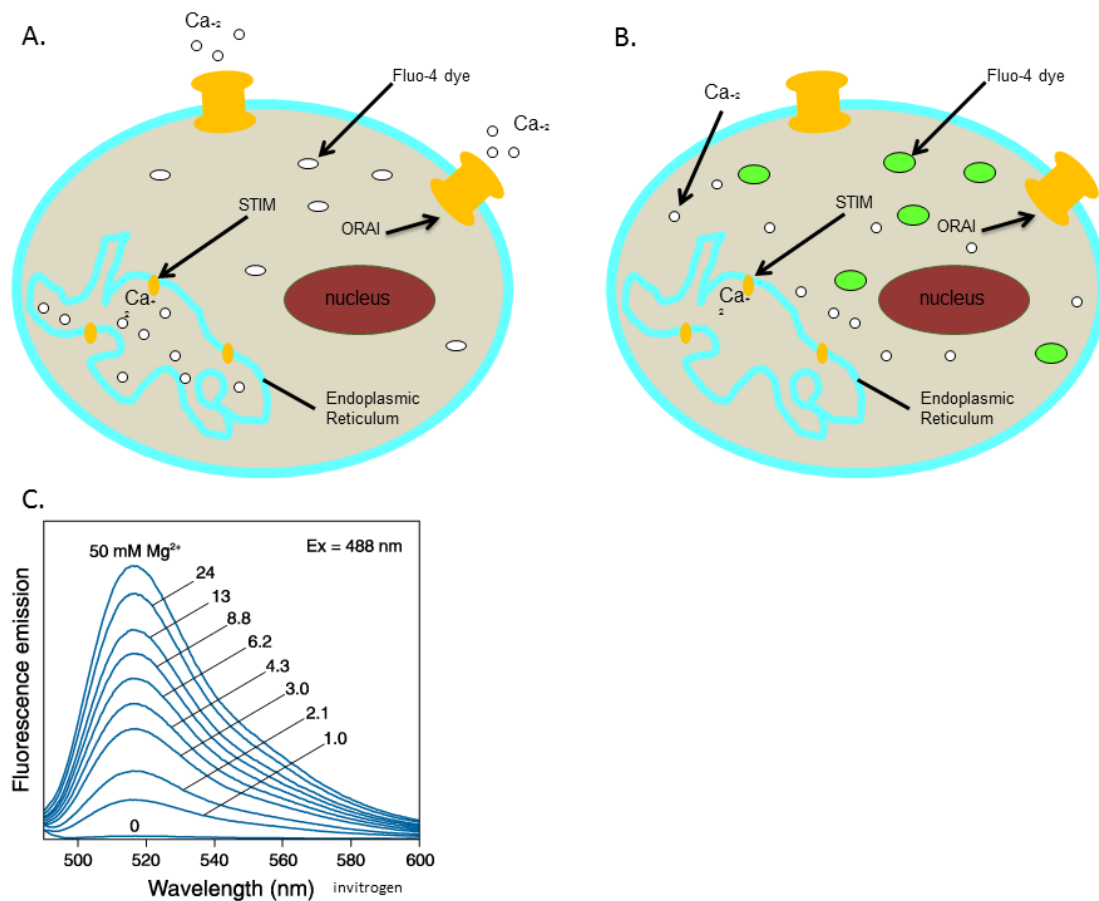 A.
Ca₊₂
Fluo-4 dye
Ca₊₂
STIM
ORAI
Ca₊
₂
nucleus
Endoplasmic
Reticulum
B.
Fluo-4 dye
Ca₊₂
STIM
ORAI
Ca₊
₂
nucleus
Endoplasmic
Reticulum
C.
50 mM Mg²⁺
Ex = 488 nm
24
13
8.8
6.2
4.3
3.0
2.1
1.0
0
Fluorescence emission
500 520 540 560 580 600
Wavelength (nm) invitrogen